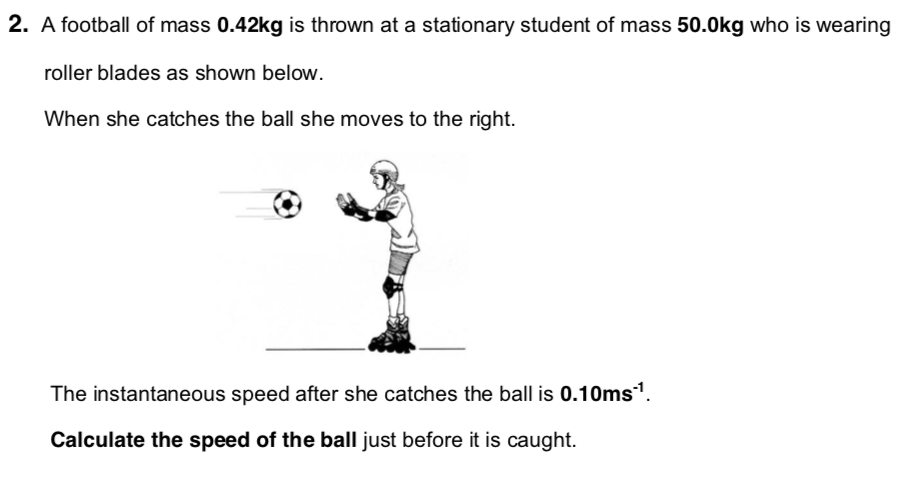 2. A football of mass 0.42kg is thrown at a stationary student of mass 50.0kg who is wearing
roller blades as shown below.
When she catches the ball she moves to the right.
The instantaneous speed after she catches the ball is 0.10ms⁻¹.
Calculate the speed of the ball just before it is caught.